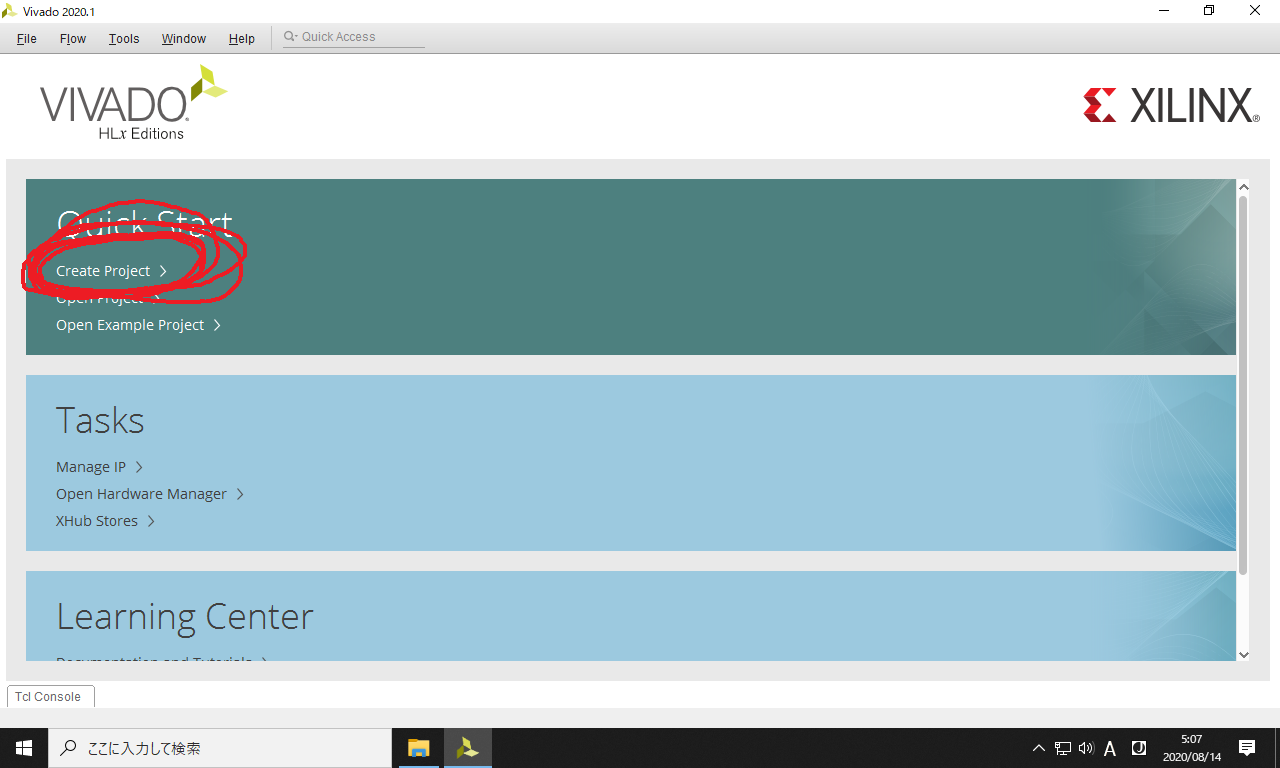 Vivado 2020.1
File Flow Tools Window Help Quick Access
VIVADO®
HLx Editions
XILINX®
Quick Start
Create Project
Open Project
Open Example Project
Tasks
Manage IP
Open Hardware Manager
XHub Stores
Learning Center
Documentation and Tutorials
Tcl Console
ここに入力して検索
A
J
5:07
2020/08/14